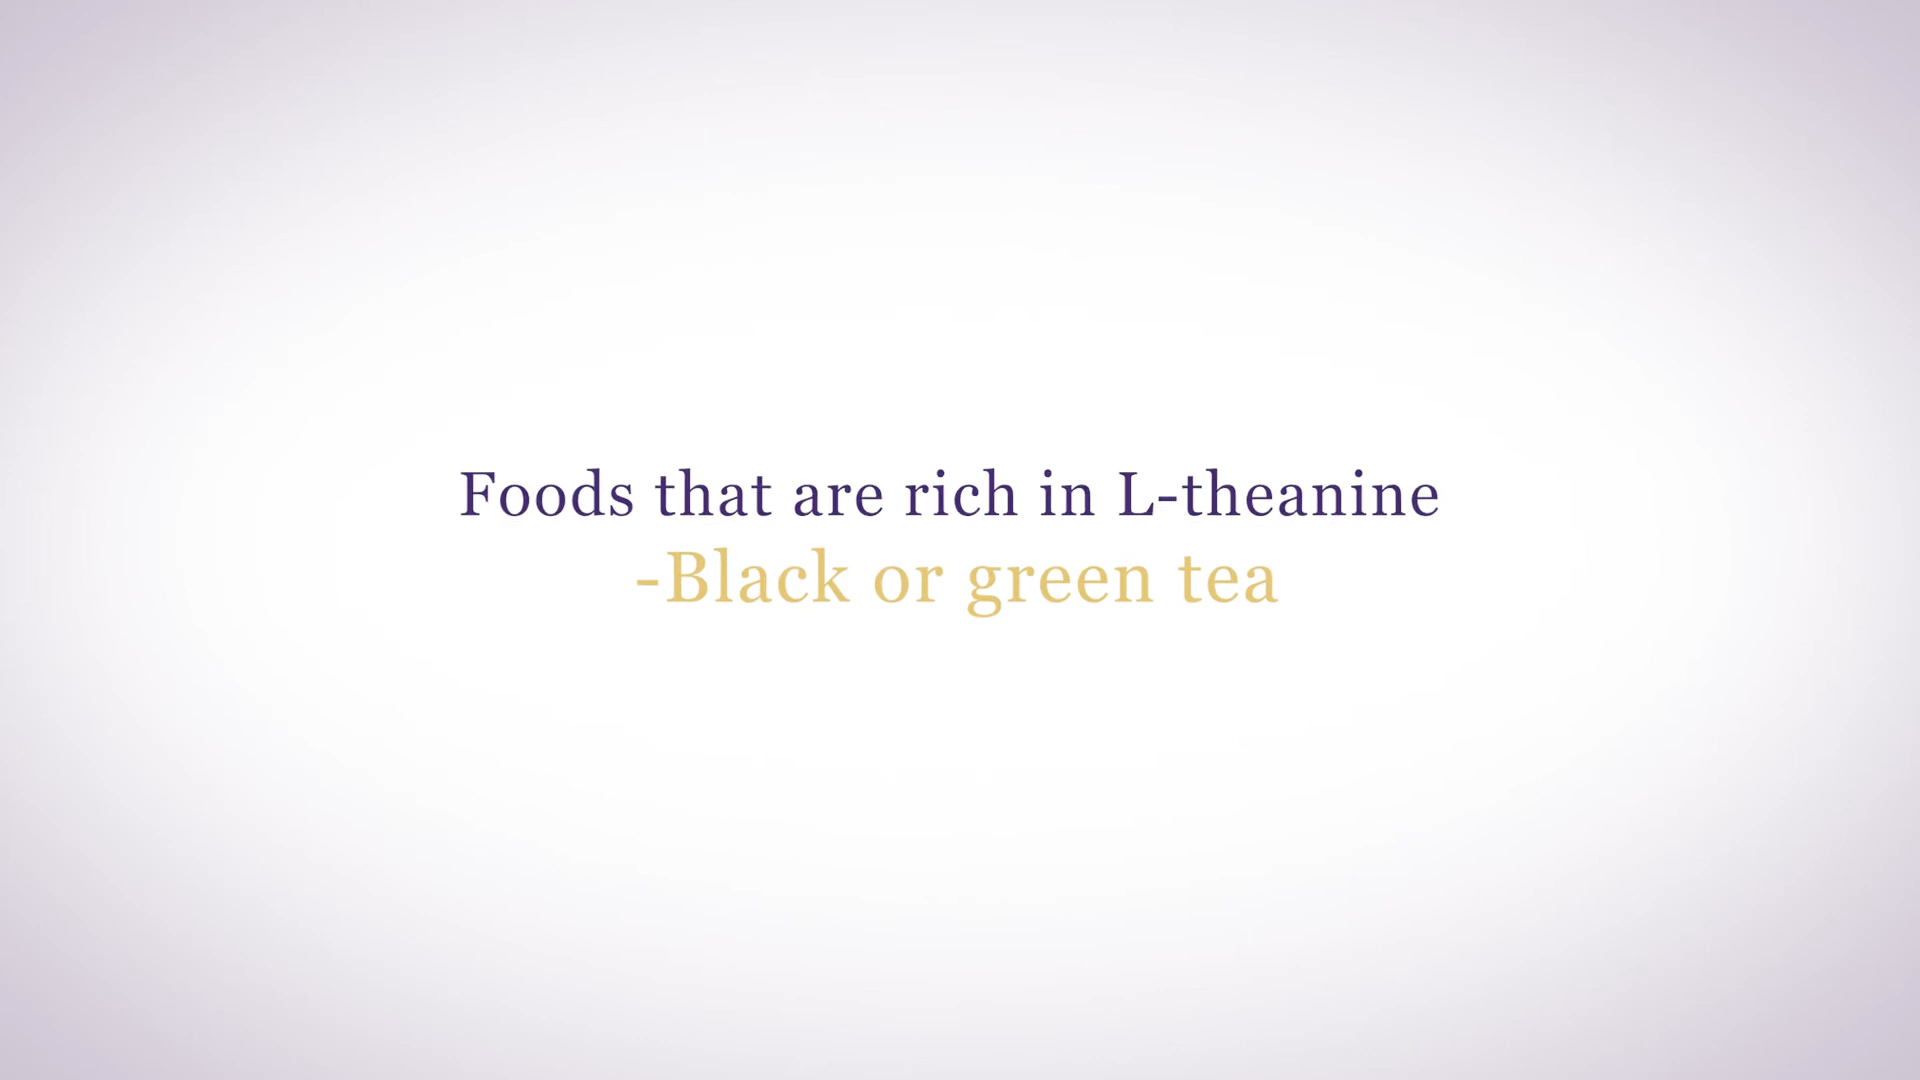 Foods that are rich in L-theanine
-Black or green tea